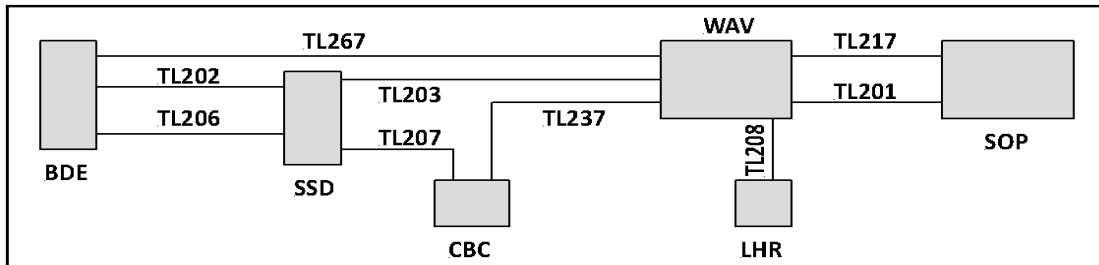 WAV
TL267
TL217
TL202
TL203
TL237
TL201
TL206
TL207
TL208
SOP
BDE
SSD
CBC
LHR